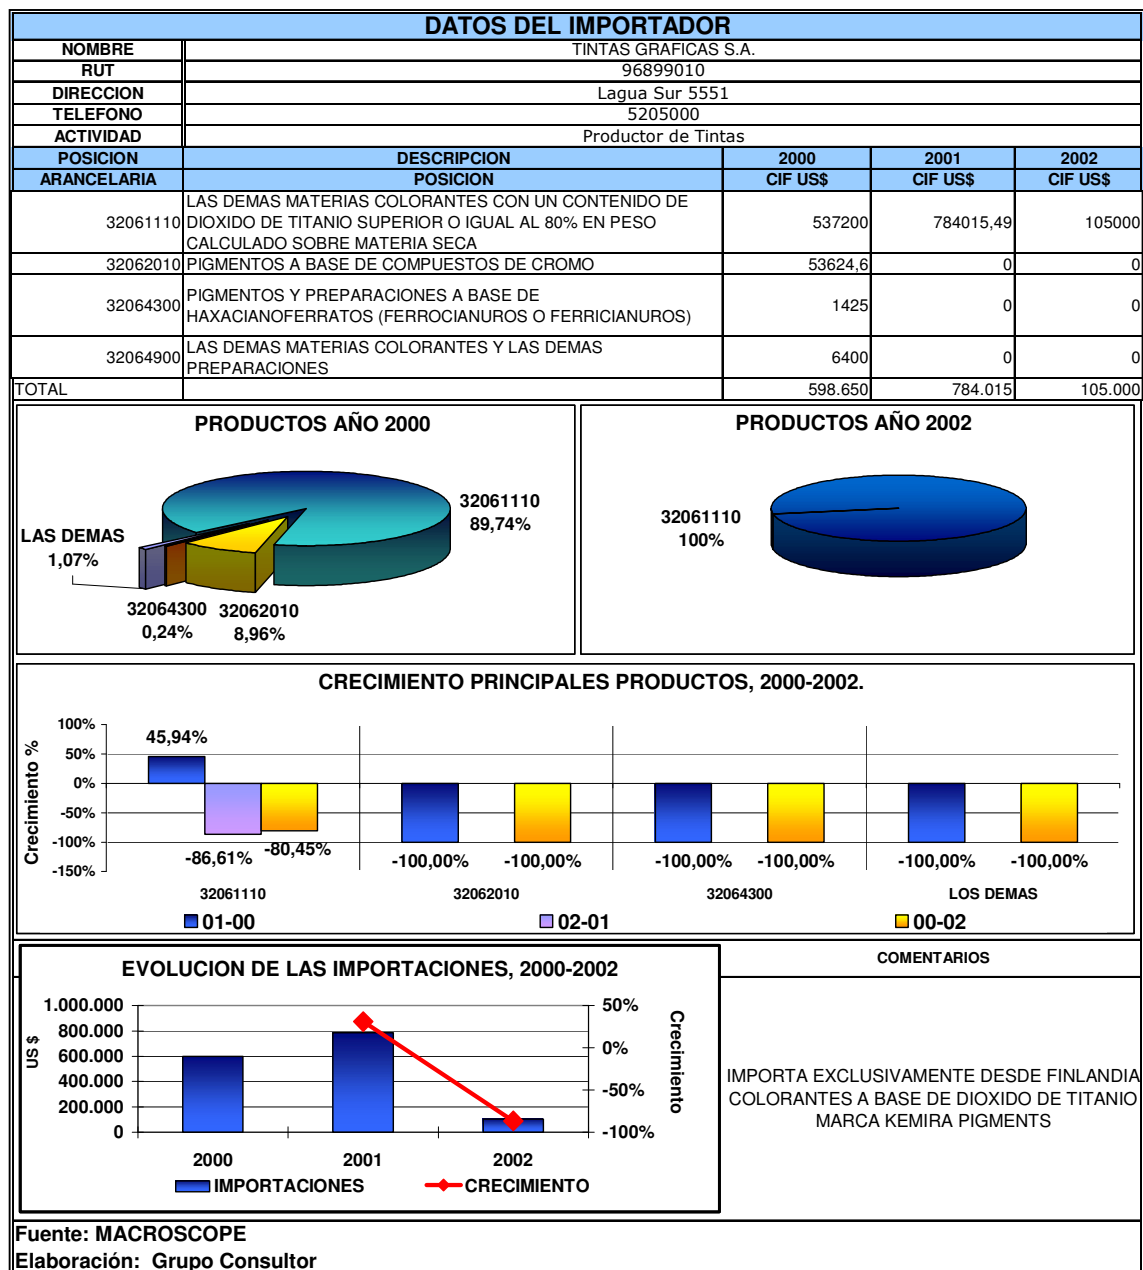 DATOS DEL IMPORTADOR
NOMBRE TINTAS GRAFICAS S.A.
RUT 96899010
DIRECCION Lagua Sur 5551
TELEFONO 5205000
ACTIVIDAD Productor de Tintas
POSICION DESCRIPCION 2000 2001 2002
ARANCELARIA POSICION CIF US$ CIF US$ CIF US$
LAS DEMAS MATERIAS COLORANTES CON UN CONTENIDO DE
32061110 DIOXIDO DE TITANIO SUPERIOR O IGUAL AL 80% EN PESO 537200 784015,49 105000
CALCULADO SOBRE MATERIA SECA
32062010 PIGMENTOS A BASE DE COMPUESTOS DE CROMO 53624,6 0 0
32064300 PIGMENTOS Y PREPARACIONES A BASE DE 1425 0 0
HAXACIANOFERRATOS (FERROCIANUROS O FERRICIANUROS)
32064900 LAS DEMAS MATERIAS COLORANTES Y LAS DEMAS 6400 0 0
PREPARACIONES
TOTAL 598.650 784.015 105.000
PRODUCTOS AÑO 2000
32061110
89,74%
LAS DEMAS
1,07%
32064300
0,24%
32062010
8,96%
PRODUCTOS AÑO 2002
32061110
100%
CRECIMIENTO PRINCIPALES PRODUCTOS, 2000-2002.
Crecimiento %
100%
50%
0%
-50%
-100%
-150%
45,94%
-86,61%
-80,45%
-100,00%
-100,00%
-100,00%
-100,00%
-100,00%
-100,00%
32061110 32062010 32064300 LOS DEMAS
01-00 02-01 00-02
EVOLUCION DE LAS IMPORTACIONES, 2000-2002
US $
1.000.000
800.000
600.000
400.000
200.000
0
50%
0%
-50%
-100%
Crecimiento
2000 2001 2002
IMPORTACIONES CRECIMIENTO
COMENTARIOS
IMPORTA EXCLUSIVAMENTE DESDE FINLANDIA
COLORANTES A BASE DE DIOXIDO DE TITANIO
MARCA KEMIRA PIGMENTS
Fuente: MACROSCOPE
Elaboración: Grupo Consultor